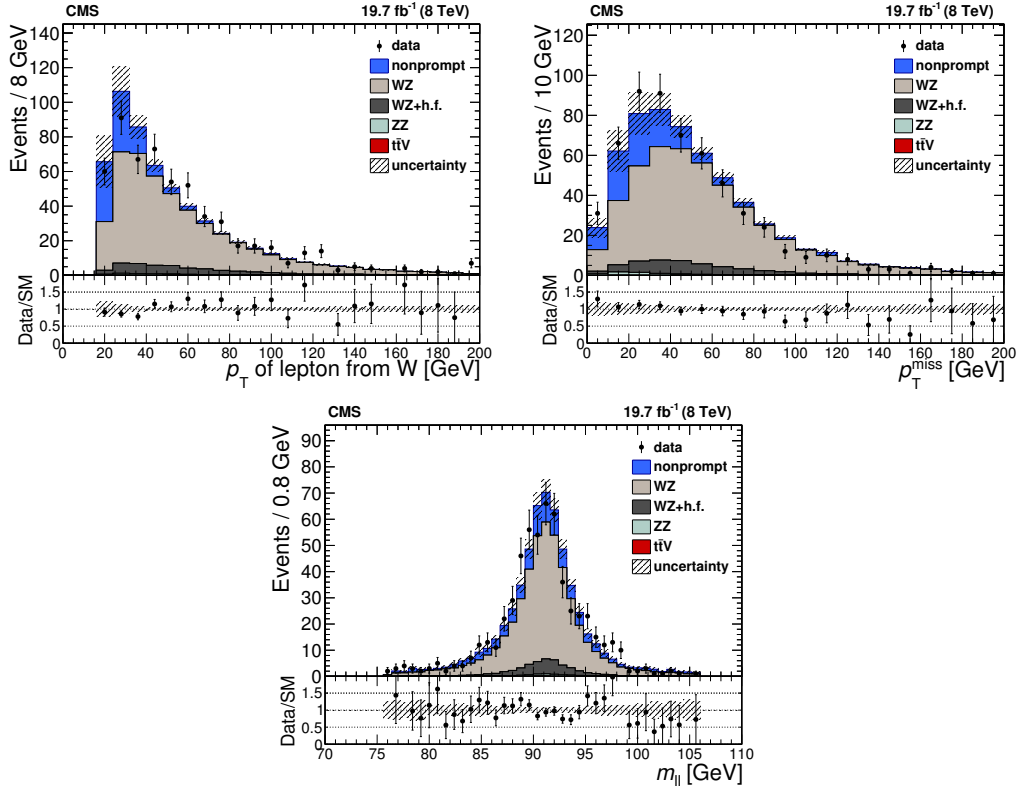 CMS 19.7 fb⁻¹ (8 TeV)
Events / 8 GeV
140
120
100
80
60
40
20
0
data
nonprompt
WZ
WZ+h.f.
ZZ
tt̄V
uncertainty
Data/SM
1.5
1
0.5
0
0 20 40 60 80 100 120 140 160 180 200
p_T of lepton from W [GeV]
CMS 19.7 fb⁻¹ (8 TeV)
Events / 10 GeV
120
100
80
60
40
20
0
data
nonprompt
WZ
WZ+h.f.
ZZ
tt̄V
uncertainty
Data/SM
1.5
1
0.5
0
0 20 40 60 80 100 120 140 160 180 200
p_T^miss [GeV]
CMS 19.7 fb⁻¹ (8 TeV)
Events / 0.8 GeV
90
80
70
60
50
40
30
20
10
0
data
nonprompt
WZ
WZ+h.f.
ZZ
tt̄V
uncertainty
Data/SM
1.5
1
0.5
0
70 75 80 85 90 95 100 105 110
m_ll [GeV]